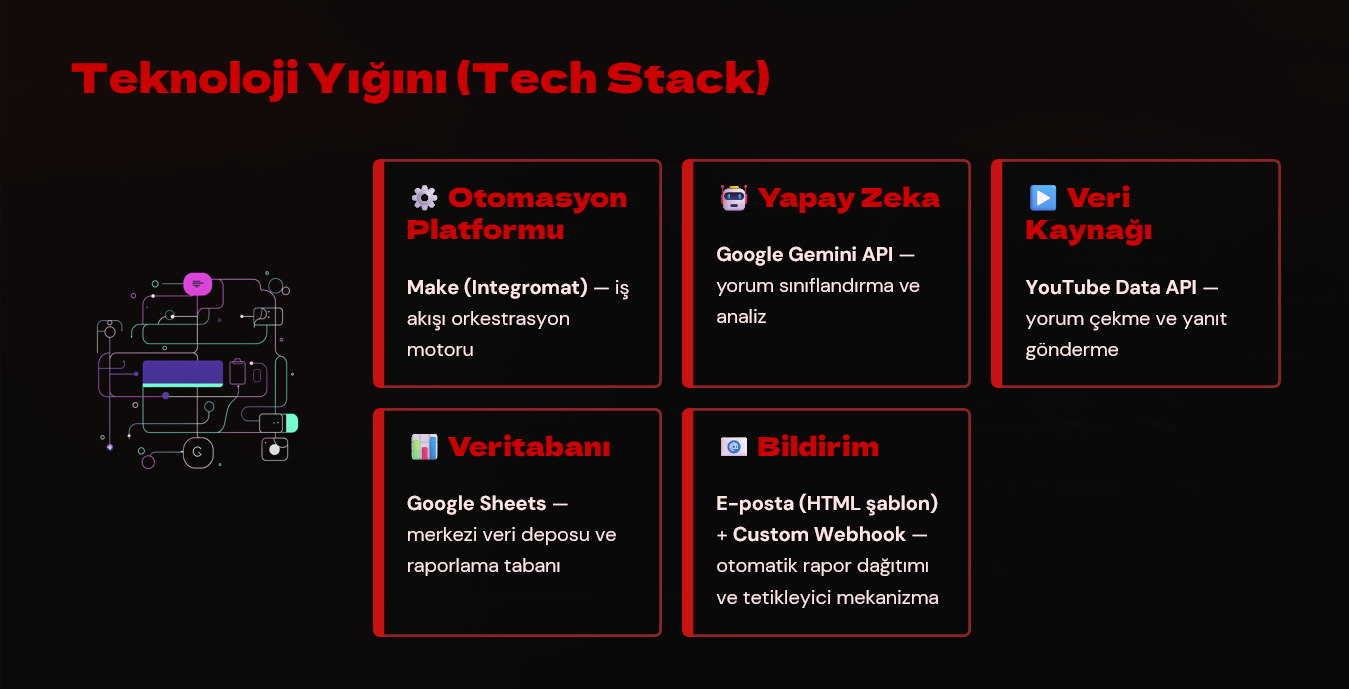 Teknoloji Yığını (Tech Stack)
⚙️ Otomasyon
Platformu
Make (Integromat) — iş
akışı orkestrasyon
motoru
🤖 Yapay Zeka
Google Gemini API —
yorum sınıflandırma ve
analiz
▶️ Veri
Kaynağı
YouTube Data API —
yorum çekme ve yanıt
gönderme
📊 Veritabanı
Google Sheets —
merkezi veri deposu ve
raporlama tabanı
📧 Bildirim
E-posta (HTML şablon)
+ Custom Webhook —
otomatik rapor dağıtımı
ve tetikleyici mekanizma